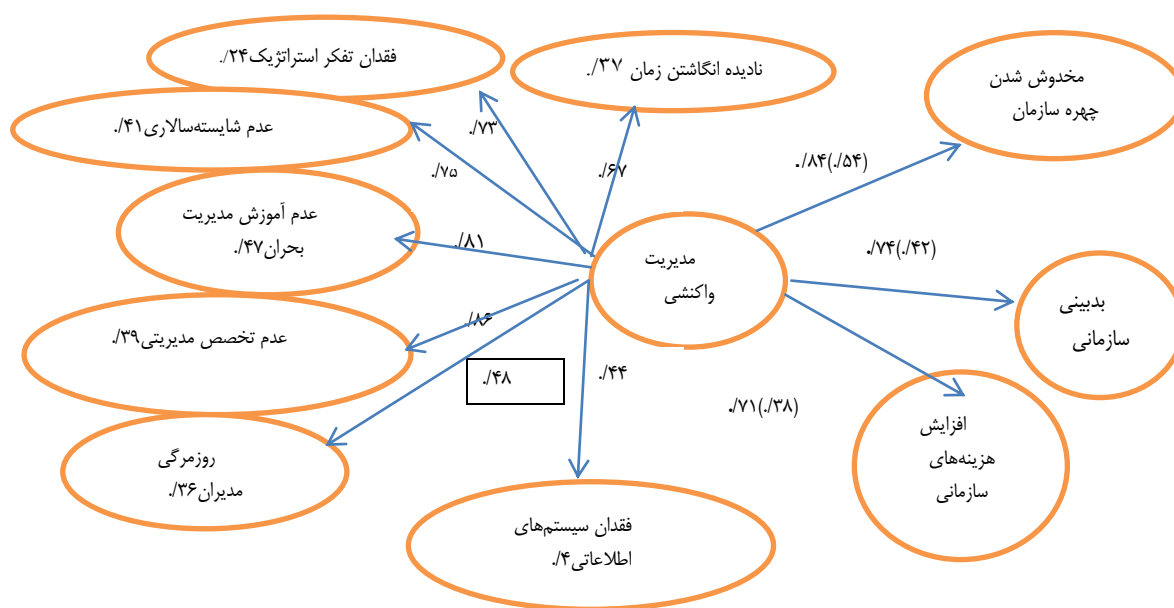 فقدان تفکر استراتژیک۲۴/.
نادیده انگاشتن زمان ۳۷/.
مخدوش شدن
چهره سازمان
عدم شایسته‌سالاری۴۱/.
۷۳/.
۷۵/.
۶۷/.
۸۴/.(۵۴/.)
عدم آموزش مدیریت
بحران۴۷/.
۸۱/.
مدیریت
واکنشی
۷۴/.(۴۲/.)
بدبینی
سازمانی
عدم تخصص مدیریتی۳۹/.
۸۶/.
۴۸/.
۴۴/.
۷۱/.(۳۸/.)
افزایش
هزینه‌های
سازمانی
روزمرگی
مدیران۳۶/.
فقدان سیستم‌های
اطلاعاتی۴/.